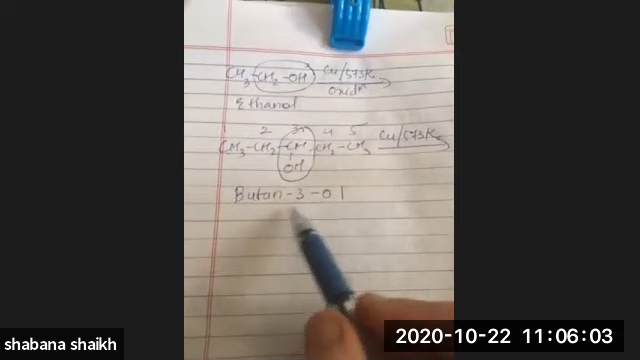 CH3-CH2-OH Cu/573K
Oxidn
Ethanol
1 2 3 4 5
CH3-CH2-CH-CH2-CH3 Cu/573K
OH
Butan-3-ol
shabana shaikh
2020-10-22 11:06:03